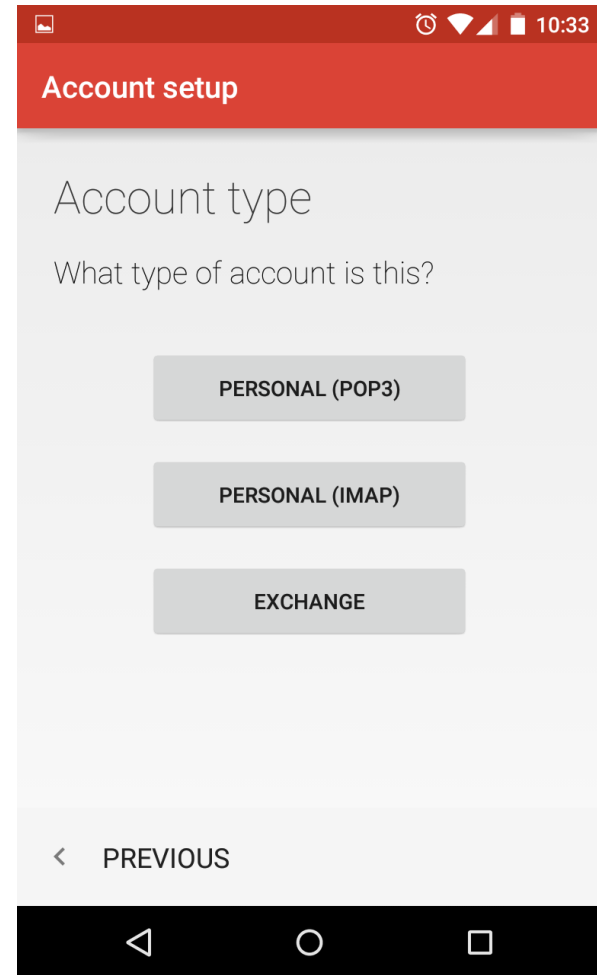 10:33
Account setup
Account type
What type of account is this?
PERSONAL (POP3)
PERSONAL (IMAP)
EXCHANGE
PREVIOUS